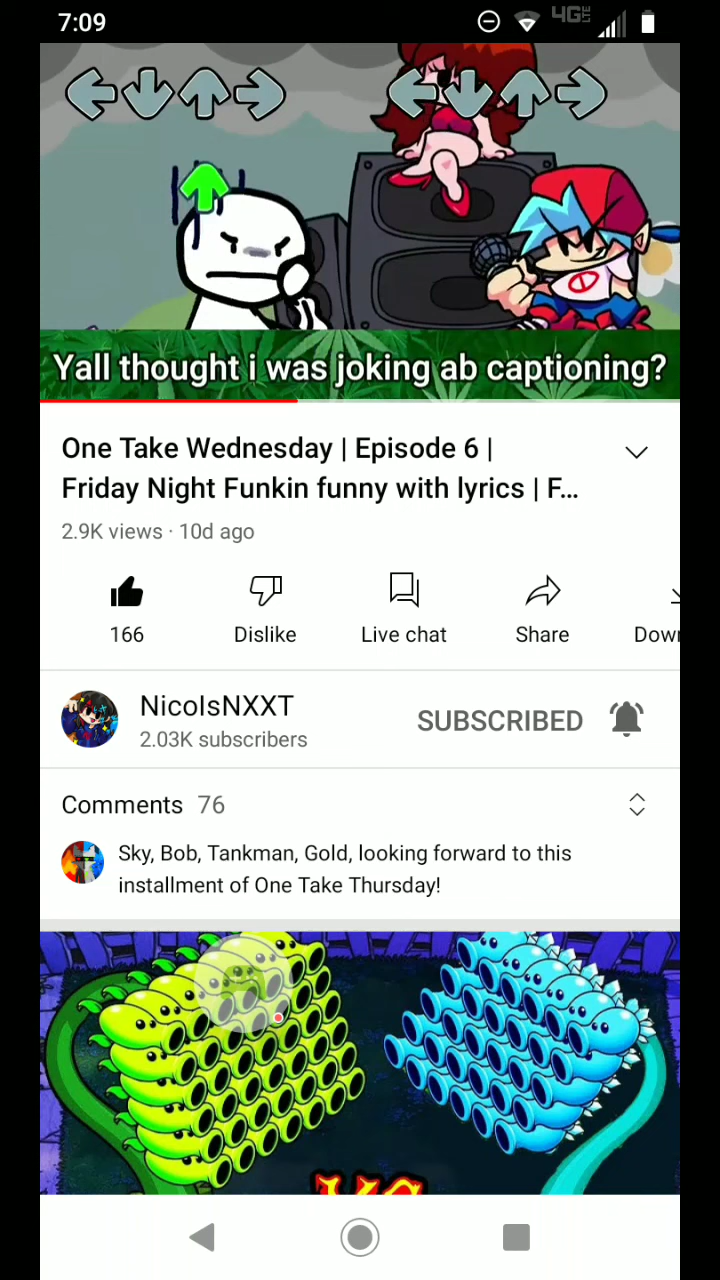 7:09
4G LTE
Yall thought i was joking ab captioning?
One Take Wednesday | Episode 6 |
Friday Night Funkin funny with lyrics | F...
2.9K views · 10d ago
166
Dislike
Live chat
Share
Down
NicoIsNXXT
2.03K subscribers
SUBSCRIBED
Comments 76
Sky, Bob, Tankman, Gold, looking forward to this
installment of One Take Thursday!
VS